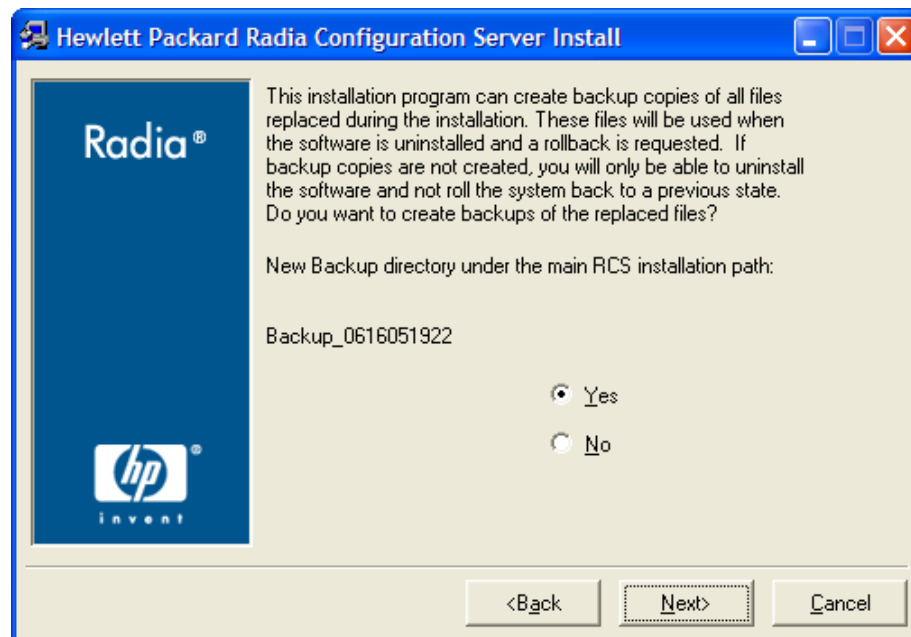 Hewlett Packard Radia Configuration Server Install
Radia®
This installation program can create backup copies of all files
replaced during the installation. These files will be used when
the software is uninstalled and a rollback is requested. If
backup copies are not created, you will only be able to uninstall
the software and not roll the system back to a previous state.
Do you want to create backups of the replaced files?
New Backup directory under the main RCS installation path:
Backup_0616051922
Yes
No
hp®
invent
<Back
Next>
Cancel